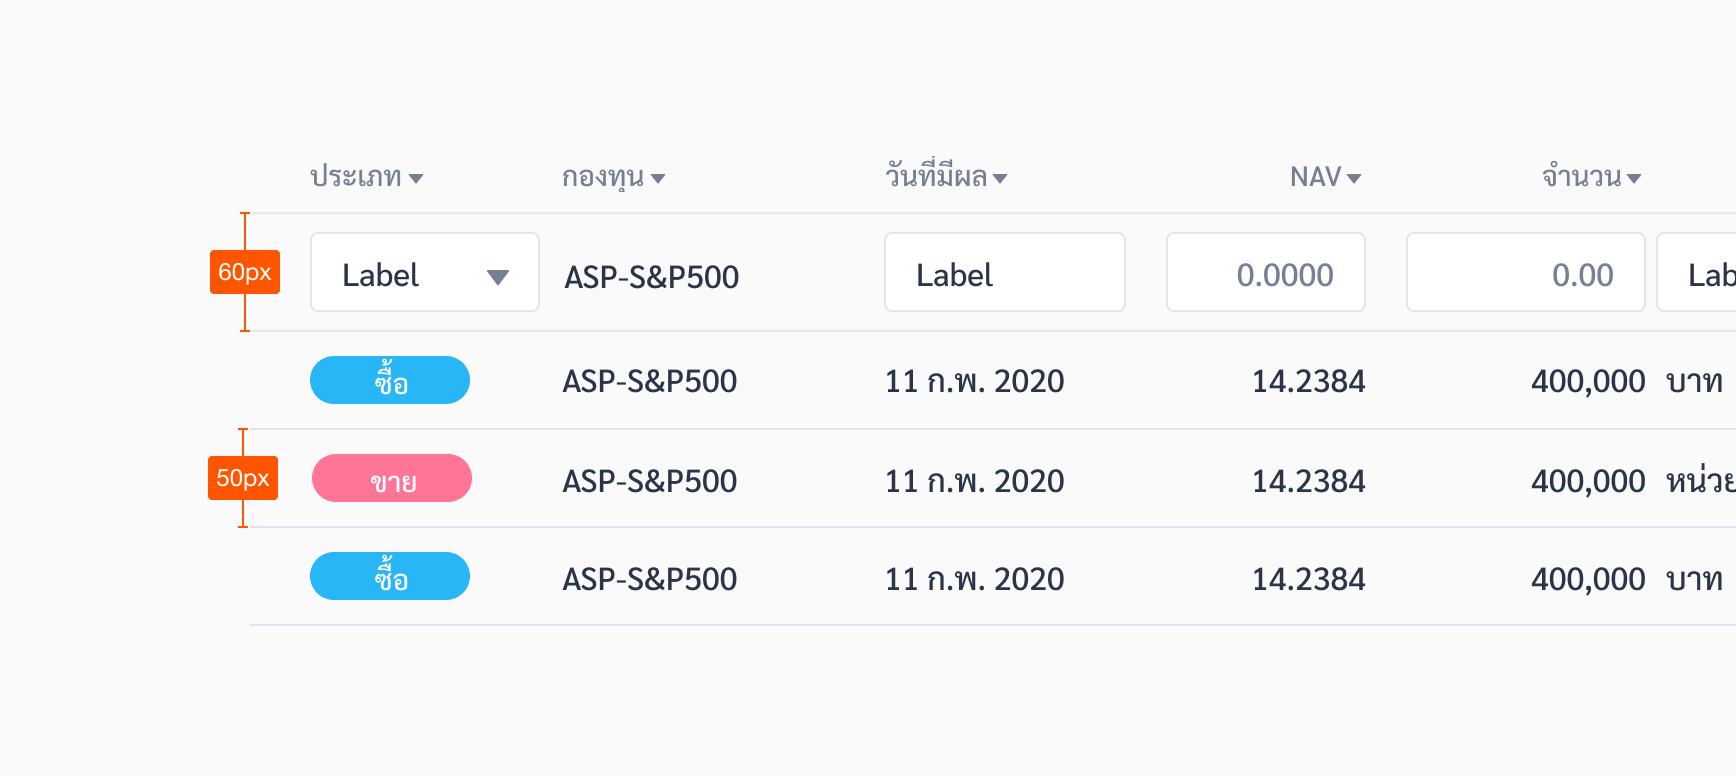 ประเภท กองทุน วันที่มีผล NAV จำนวน
60px Label ASP-S&P500 Label 0.0000 0.00 Lab
ซื้อ ASP-S&P500 11 ก.พ. 2020 14.2384 400,000 บาท
50px ขาย ASP-S&P500 11 ก.พ. 2020 14.2384 400,000 หน่วย
ซื้อ ASP-S&P500 11 ก.พ. 2020 14.2384 400,000 บาท